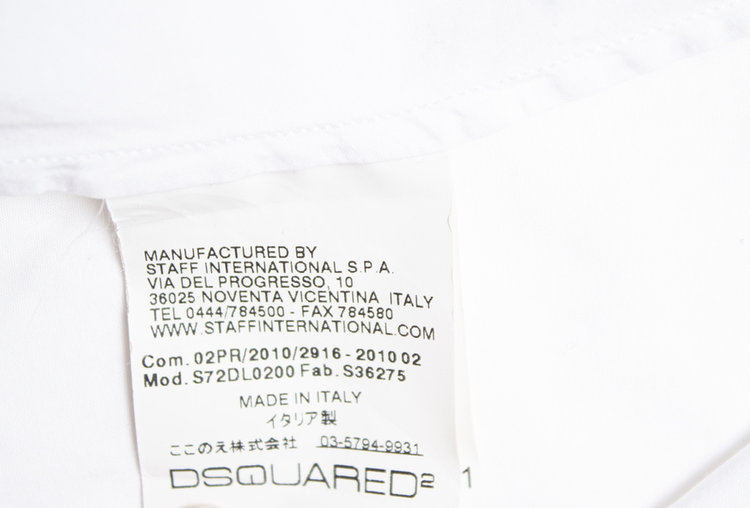 MANUFACTURED BY
STAFF INTERNATIONAL S.P.A.
VIA DEL PROGRESSO, 10
36025 NOVENTA VICENTINA ITALY
TEL 0444/784500 - FAX 784580
WWW.STAFFINTERNATIONAL.COM
Com. 02PR/2010/2916 - 2010 02
Mod. S72DL0200 Fab. S36275
MADE IN ITALY
イタリア製
ここのえ株式会社 03-5794-9931
DSQUARED2 1